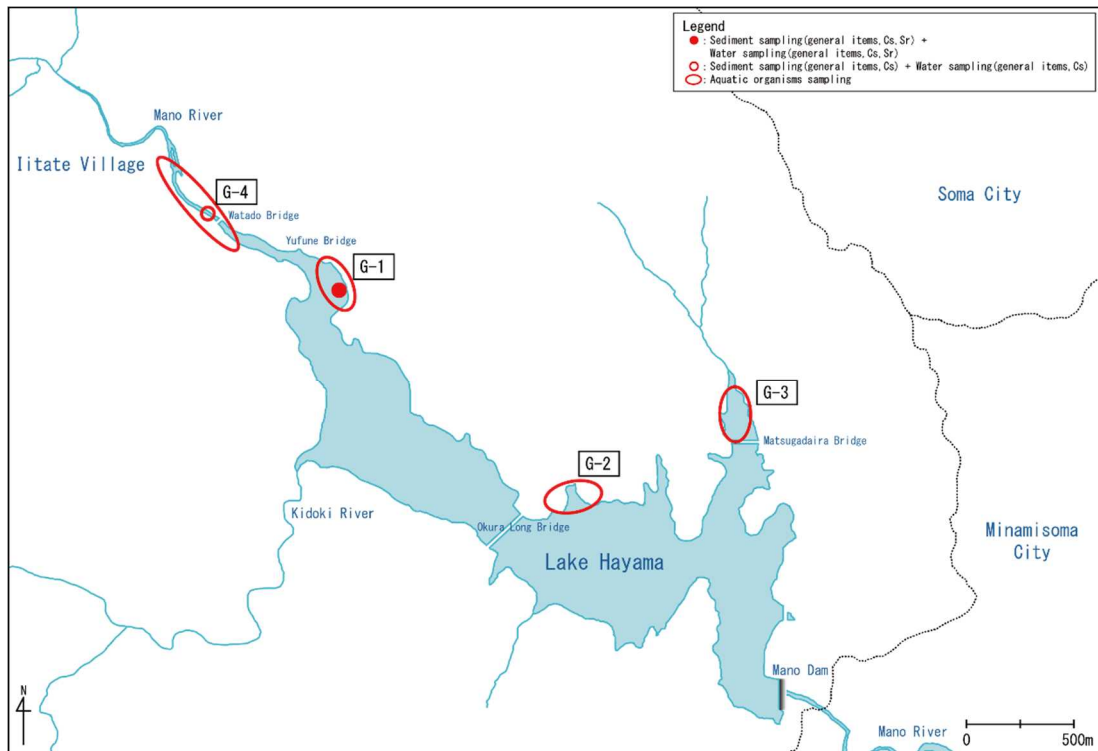 Legend
: Sediment sampling(general items,Cs,Sr) +
Water sampling(general items,Cs,Sr)
: Sediment sampling(general items,Cs) + Water sampling(general items,Cs)
: Aquatic organisms sampling
Mano River
Iitate Village
G-4
Watado Bridge
Yufune Bridge
G-1
Soma City
G-3
Matsugadaira Bridge
G-2
Kidoki River
Okura Long Bridge
Lake Hayama
Minamisoma
City
Mano Dam
Mano River
N
0
500m